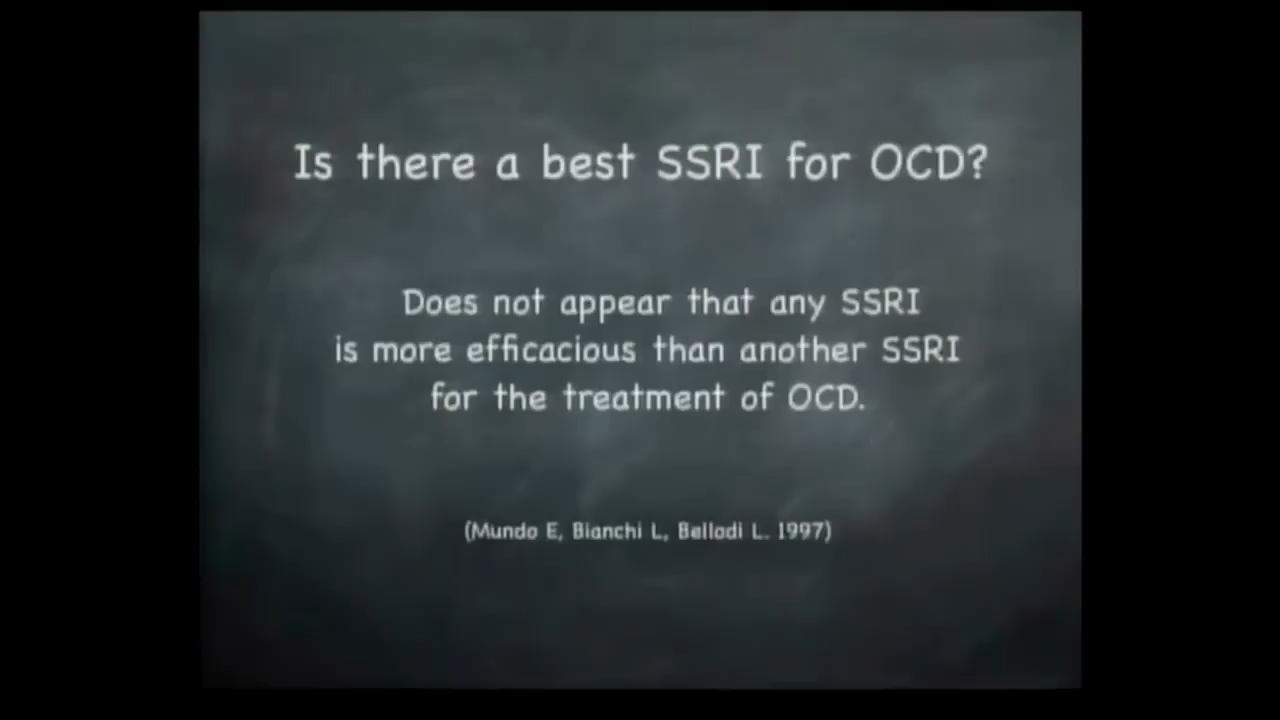 Is there a best SSRI for OCD?
Does not appear that any SSRI
is more efficacious than another SSRI
for the treatment of OCD.
(Mundo E, Bianchi L, Bellodi L. 1997)